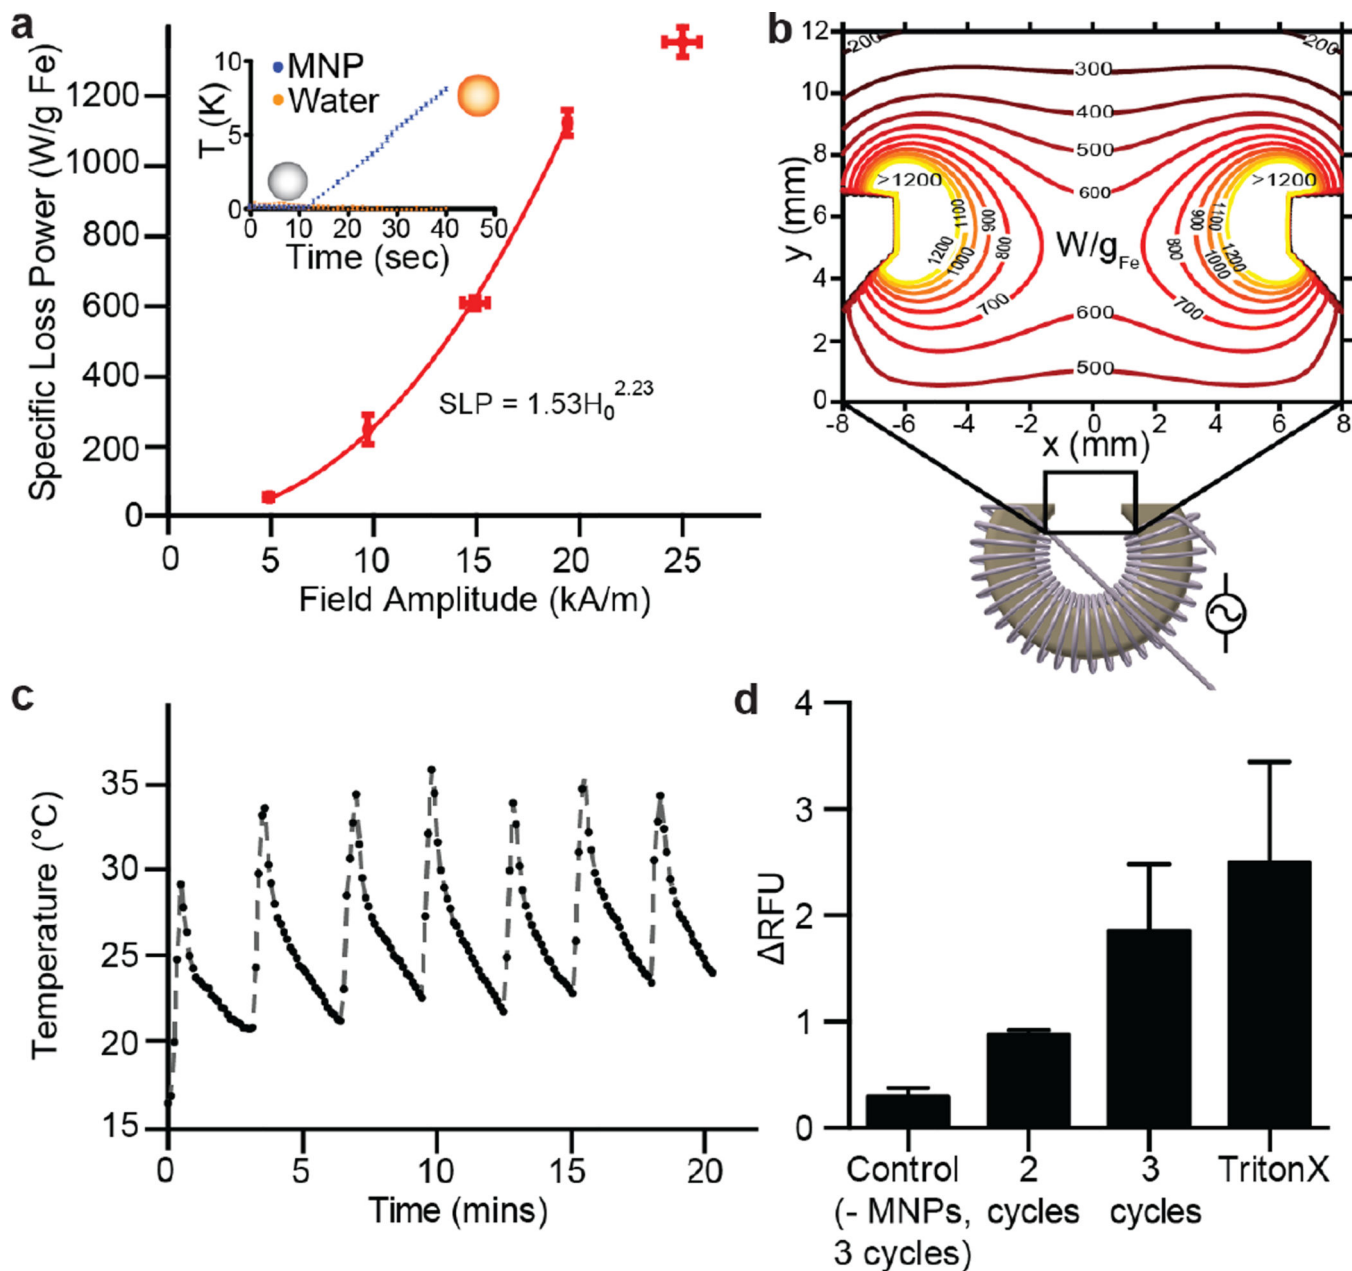 a
Specific Loss Power (W/g Fe)
1200
1000
800
600
400
200
0
0 5 10 15 20 25
Field Amplitude (kA/m)
SLP = 1.53H₀^2.23
10
5
0
T (K)
MNP
Water
0 10 20 30 40 50
Time (sec)
b
12
10
8
6
4
2
0
y (mm)
200 200
300
400
500
600
>1200 >1200
1100 900 900 1100
W/gFe
1200 1000 800 800 1000 1200
700 700
600
500
-8 -6 -4 -2 0 2 4 6 8
x (mm)
c
Temperature (°C)
35
30
25
20
15
0 5 10 15 20
Time (mins)
d
4
3
2
1
0
ΔRFU
Control 2 3 TritonX
(- MNPs, cycles cycles
3 cycles)